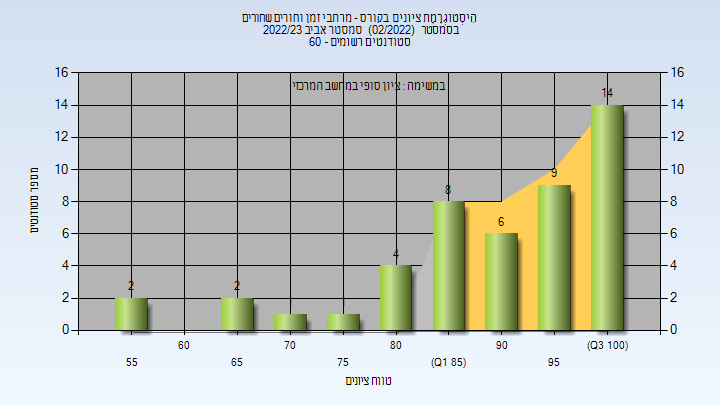 היסטוגרמת ציונים בקורס - מרחבי זמן וחורים שחורים
בסמסטר (02/2022) סמסטר אביב 2022/23
סטודנטים רשומים - 60
במשימה : ציון סופי במחשב המרכזי
16 16
14 14
12 12
10 10
8 8
6 6
4 4
2 2
0 0
2 2 4 8 6 9 14
מספר סטודנטים
60 70 80 90 (Q3 100)
55 65 75 (Q1 85) 95
טווח ציונים